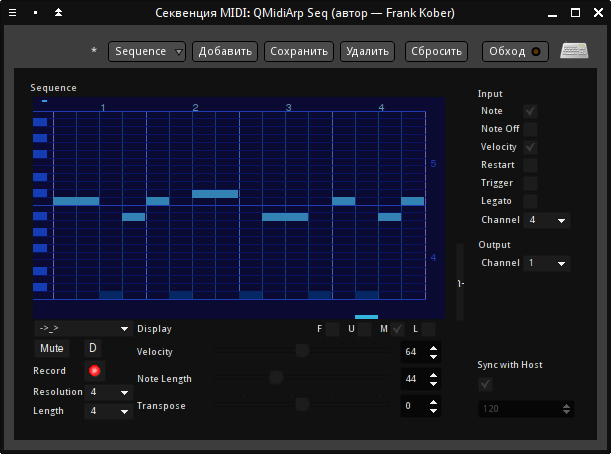 Секвенция MIDI: QMidiArp Seq (автор — Frank Kober)
* Sequence Добавить Сохранить Удалить Сбросить Обход
Sequence
1 2 3 4
5
4
Input
Note
Note Off
Velocity
Restart
Trigger
Legato
Channel 4
Output
Channel 1
->_>
Display F U M L
Mute D
Velocity 64
Record
Note Length 44
Resolution 4
Transpose 0
Length 4
Sync with Host
120